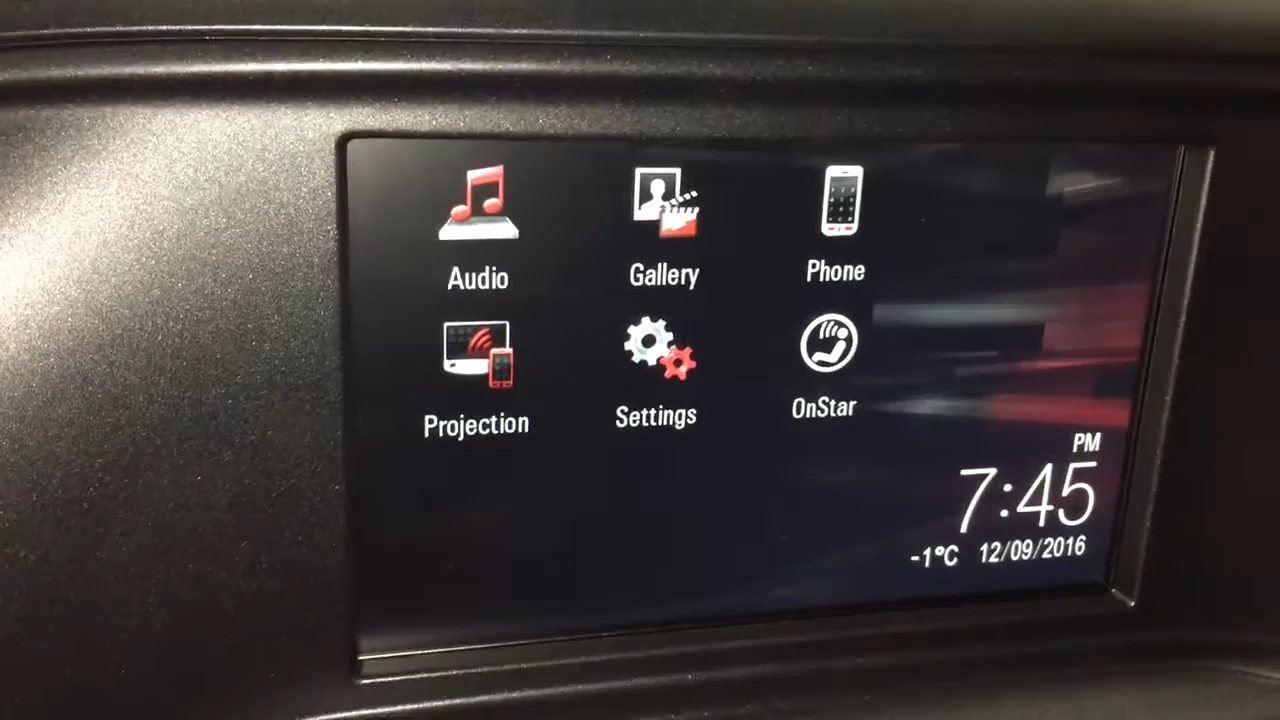 Audio
Gallery
Phone
Projection
Settings
OnStar
PM
7:45
-1°C 12/09/2016